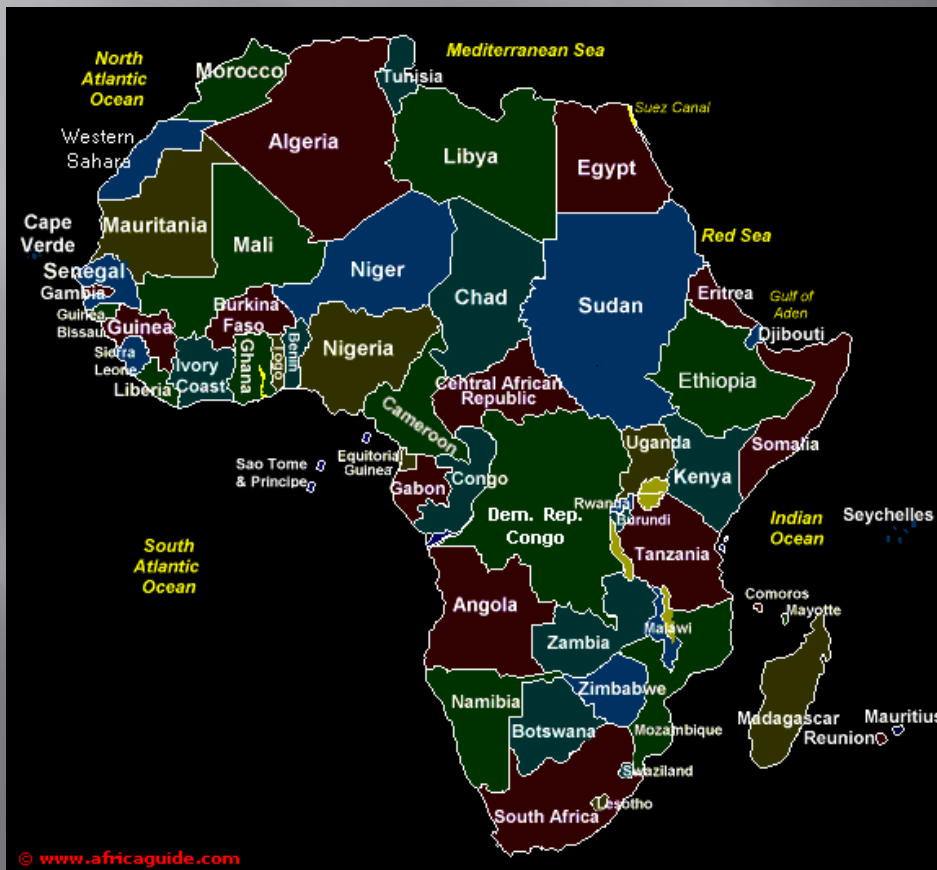 Mediterranean Sea
North
Atlantic
Ocean
Morocco
Tunisia
Suez Canal
Western
Sahara
Algeria
Libya
Egypt
Cape
Verde
Mauritania
Mali
Niger
Chad
Sudan
Red Sea
Senegal
Gambia
Guinea
Bissau
Guinea
Burkina
Faso
Eritrea
Gulf of
Aden
Djibouti
Sierra
Leone
Liberia
Ivory
Coast
Ghana
Togo
Benin
Nigeria
Central African
Republic
Ethiopia
Somalia
Cameroon
Equitorial
Guinea
Sao Tome
& Principe
Gabon
Congo
Uganda
Kenya
Rwanda
Burundi
Dem. Rep.
Congo
Tanzania
Indian
Ocean
Seychelles
South
Atlantic
Ocean
Angola
Zambia
Malawi
Comoros
Mayotte
Namibia
Zimbabwe
Botswana
Mozambique
Madagascar
Mauritius
Reunion
Swaziland
Lesotho
South Africa
© www.africaguide.com